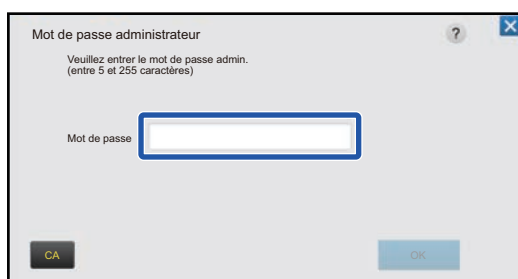 Mot de passe administrateur
?
Veuillez entrer le mot de passe admin.
(entre 5 et 255 caractères)
Mot de passe
CA
OK